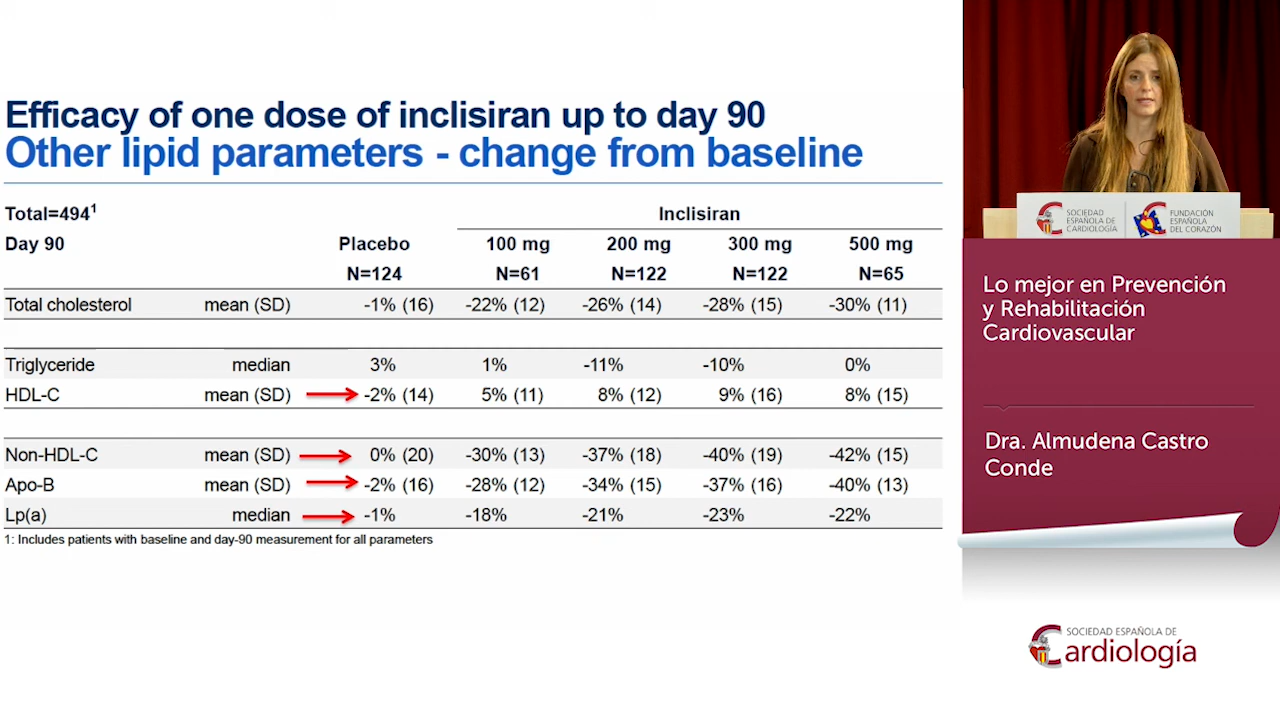 Efficacy of one dose of inclisiran up to day 90
Other lipid parameters - change from baseline
Total=494¹ Inclisiran
Day 90 Placebo 100 mg 200 mg 300 mg 500 mg
N=124 N=61 N=122 N=122 N=65
Total cholesterol mean (SD) -1% (16) -22% (12) -26% (14) -28% (15) -30% (11)
Triglyceride median 3% 1% -11% -10% 0%
HDL-C mean (SD) -2% (14) 5% (11) 8% (12) 9% (16) 8% (15)
Non-HDL-C mean (SD) 0% (20) -30% (13) -37% (18) -40% (19) -42% (15)
Apo-B mean (SD) -2% (16) -28% (12) -34% (15) -37% (16) -40% (13)
Lp(a) median -1% -18% -21% -23% -22%
1: Includes patients with baseline and day-90 measurement for all parameters
SOCIEDAD
ESPAÑOLA DE
CARDIOLOGÍA
FUNDACIÓN
ESPAÑOLA
DEL CORAZÓN
Lo mejor en Prevención
y Rehabilitación
Cardiovascular
Dra. Almudena Castro
Conde
SOCIEDAD ESPAÑOLA DE
Cardiología